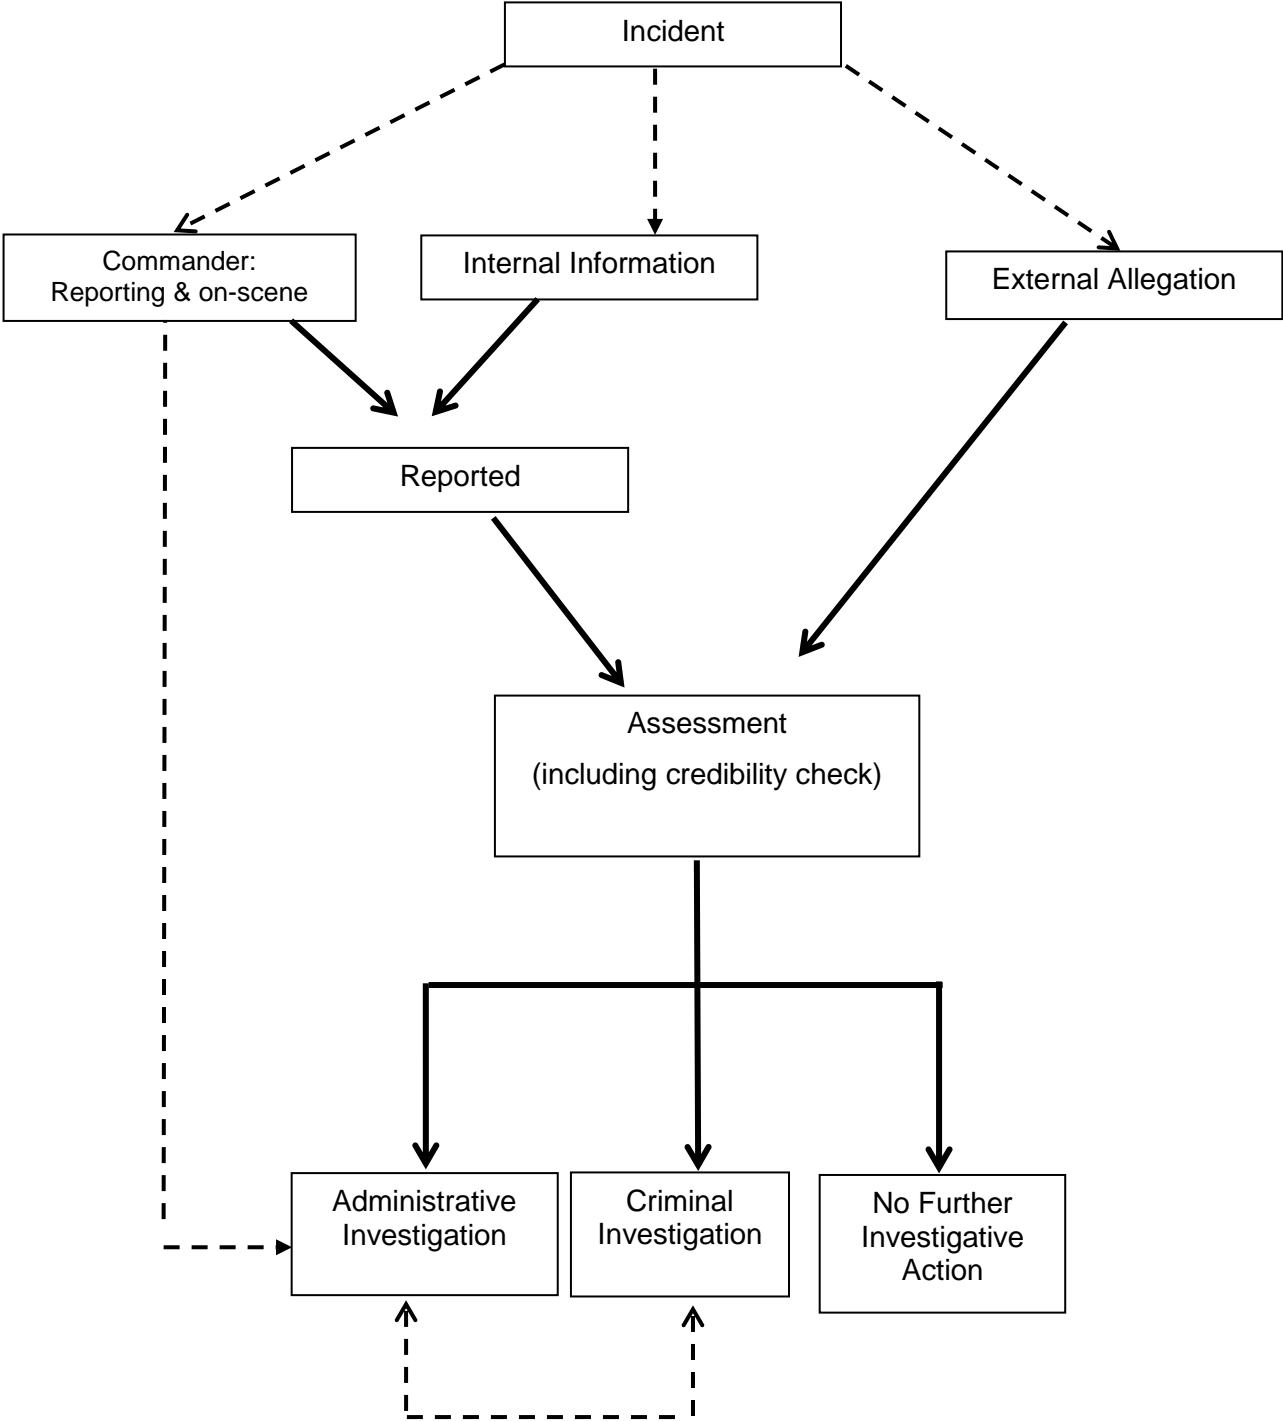 Incident
Commander:
Reporting & on-scene
Internal Information
External Allegation
Reported
Assessment
(including credibility check)
Administrative
Investigation
Criminal
Investigation
No Further
Investigative
Action